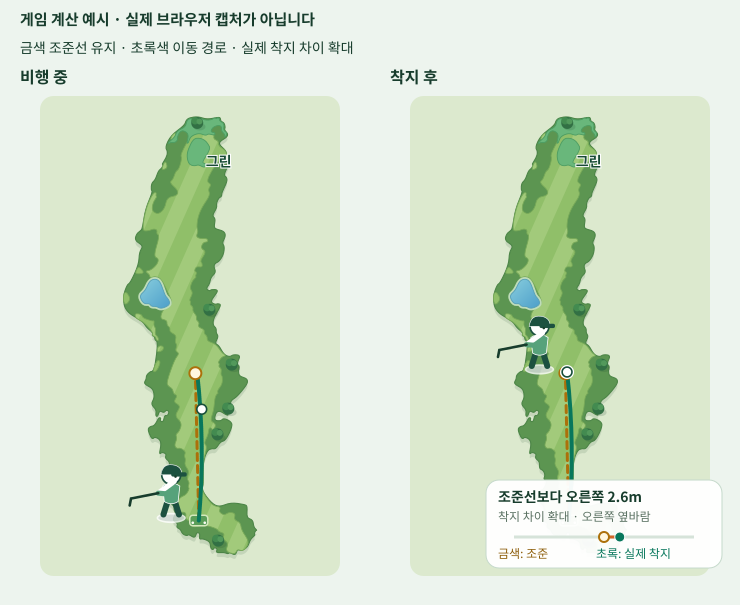 게임 계산 예시 · 실제 브라우저 캡처가 아닙니다
금색 조준선 유지 · 초록색 이동 경로 · 실제 착지 차이 확대
비행 중
착지 후
그린
그린
조준선보다 오른쪽 2.6m
착지 차이 확대 · 오른쪽 옆바람
금색: 조준
초록: 실제 착지